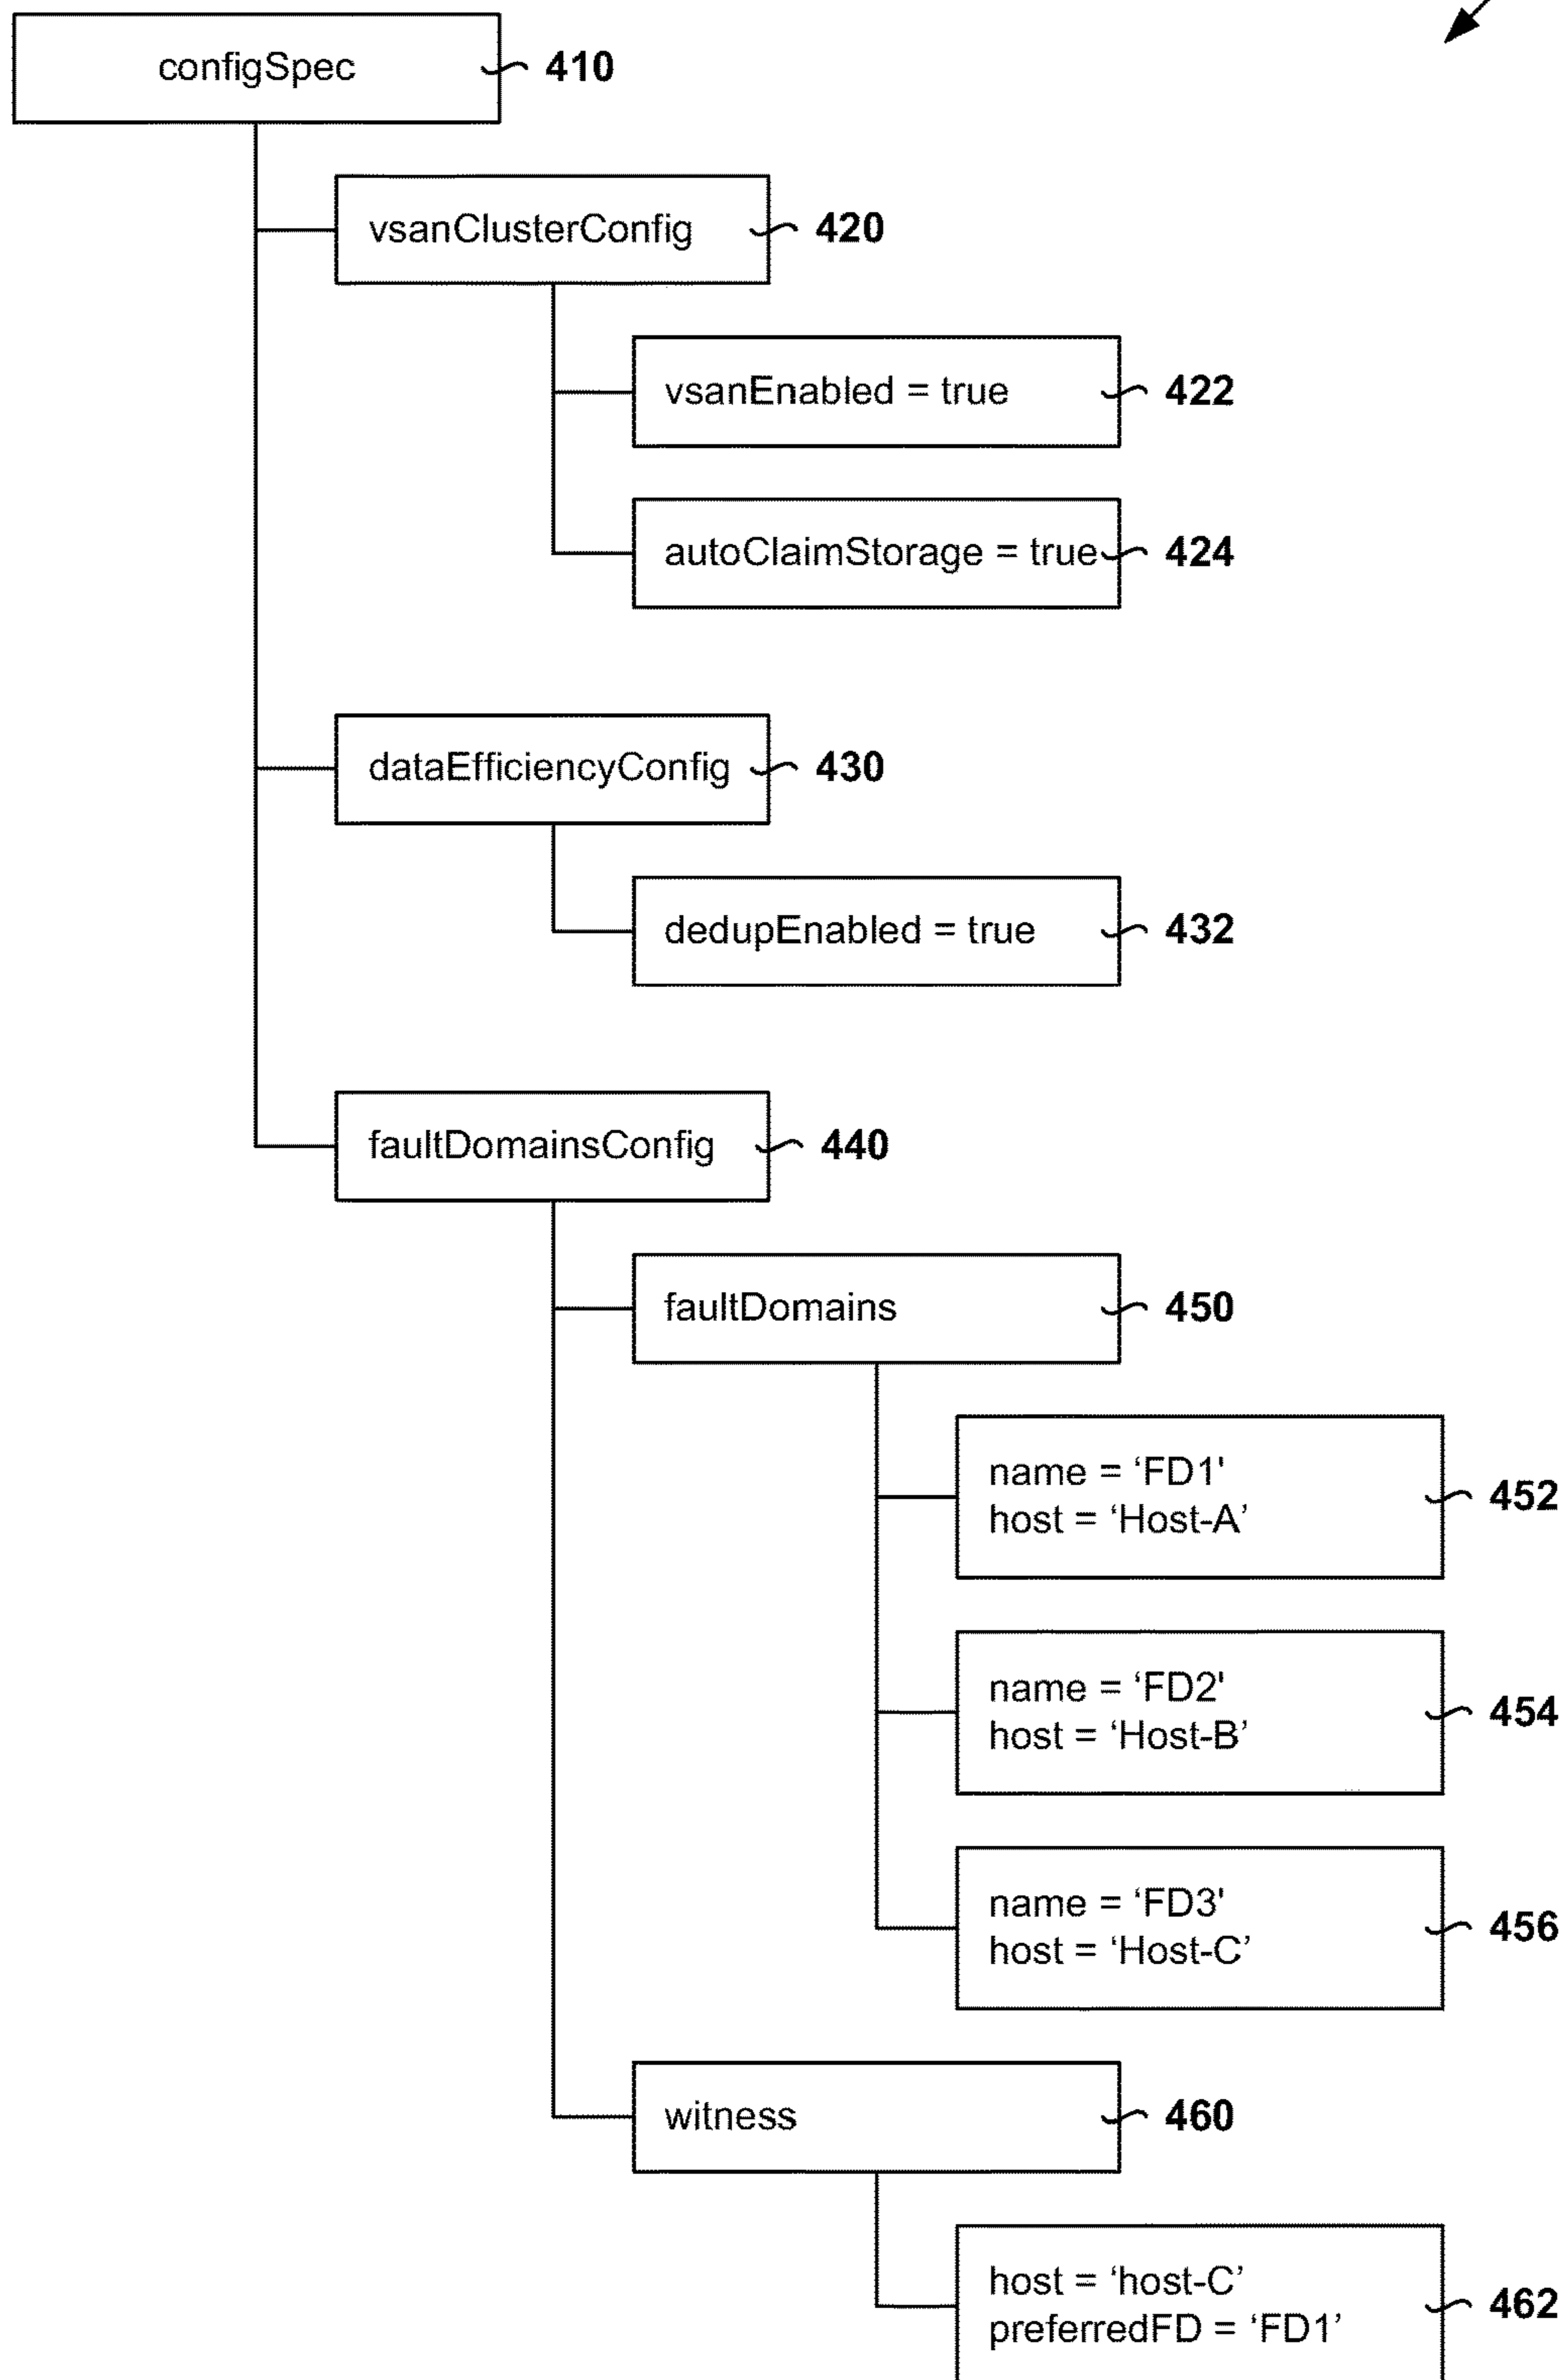 configSpec 410
vsanClusterConfig 420
vsanEnabled = true 422
autoClaimStorage = true 424
dataEfficiencyConfig 430
dedupEnabled = true 432
faultDomainsConfig 440
faultDomains 450
name = ‘FD1'
host = ‘Host-A’
452
name = ‘FD2'
host = ‘Host-B’
454
name = ‘FD3'
host = ‘Host-C’
456
witness 460
host = ‘host-C’
preferredFD = ‘FD1’
462